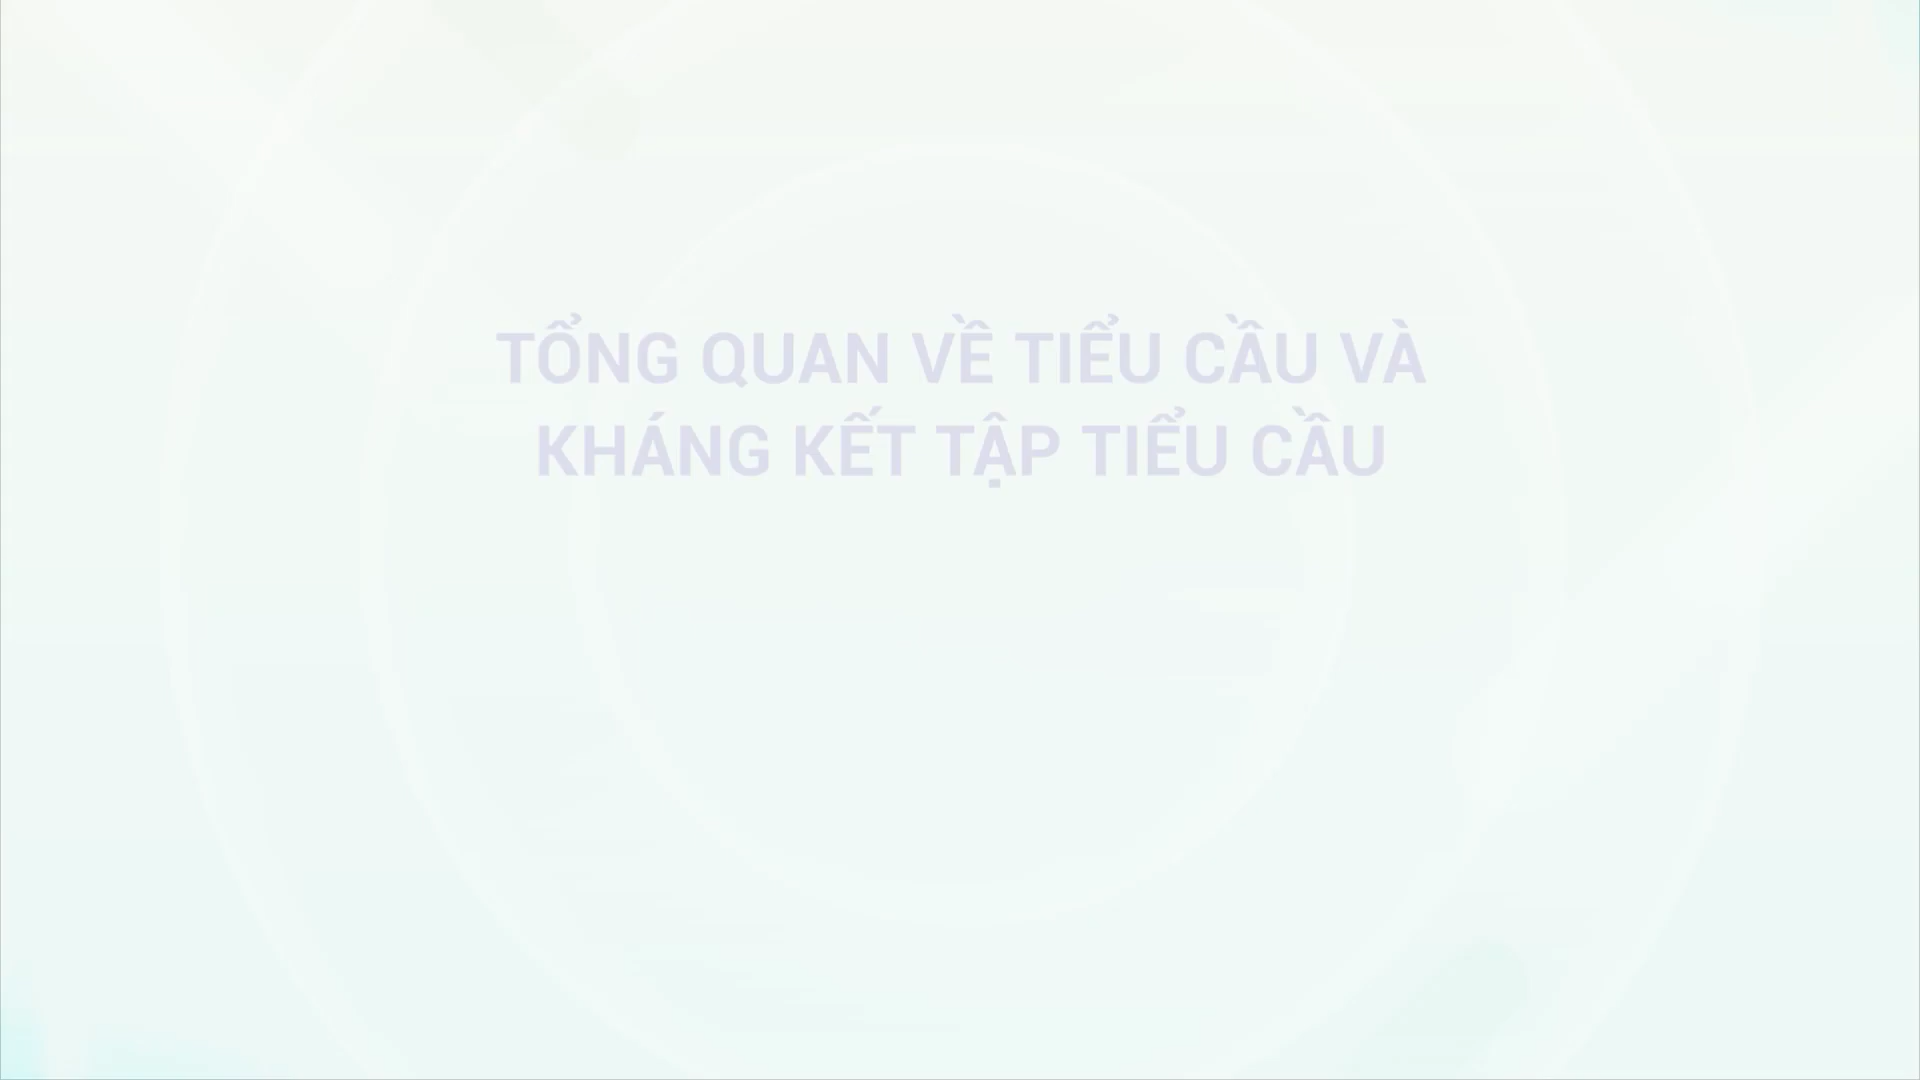 TỔNG QUAN VỀ TIỂU CẦU VÀ
KHÁNG KẾT TẬP TIỂU CẦU